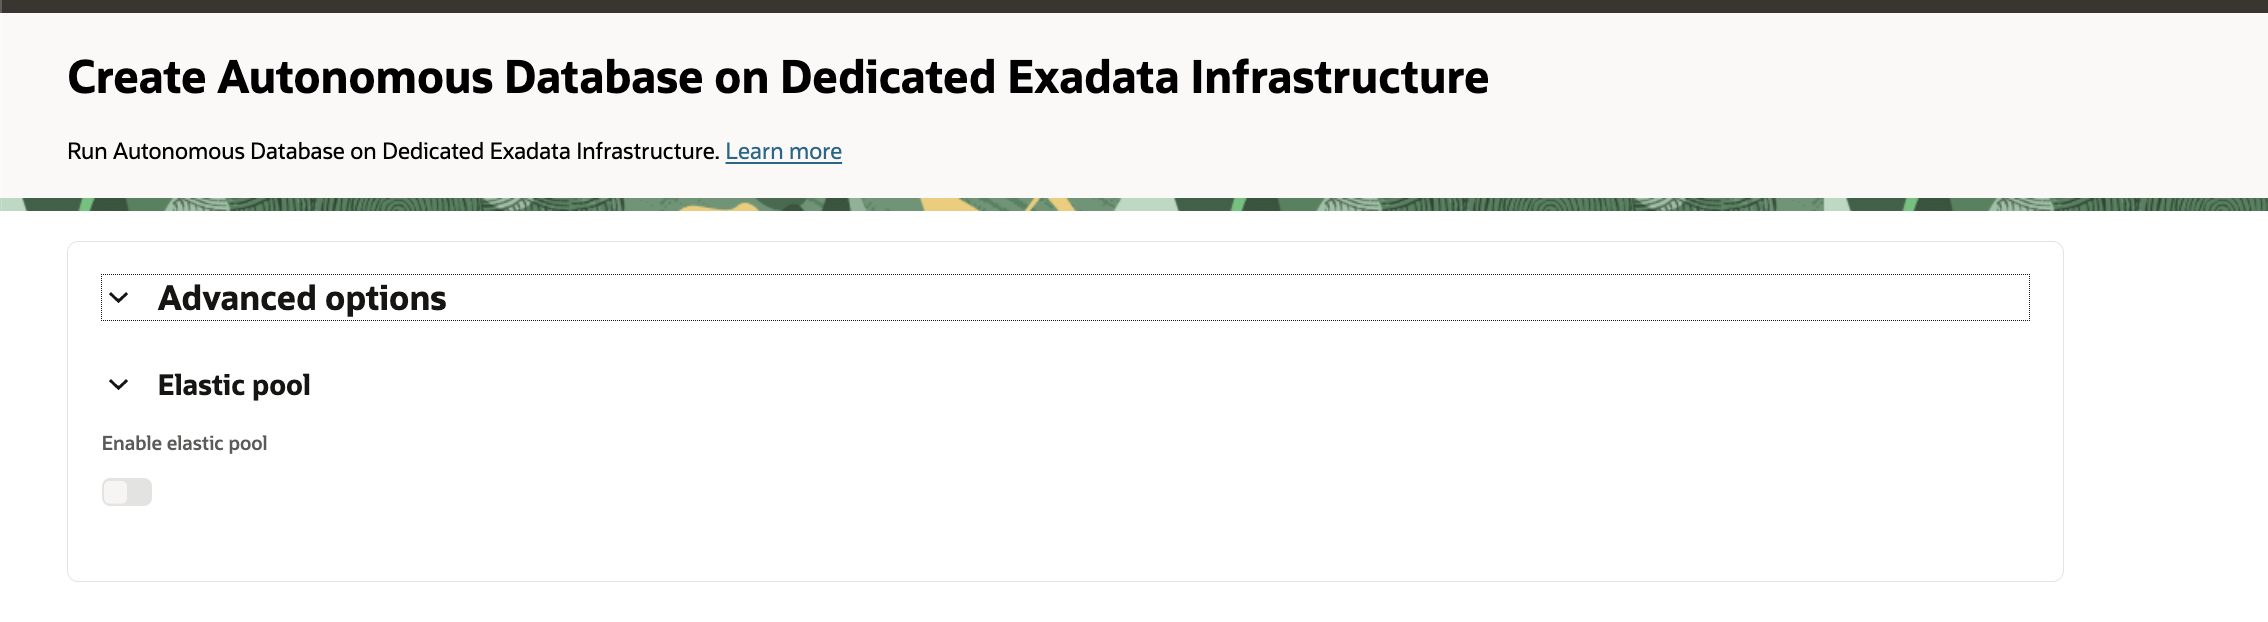 Create Autonomous Database on Dedicated Exadata Infrastructure
Run Autonomous Database on Dedicated Exadata Infrastructure. Learn more
Advanced options
Elastic pool
Enable elastic pool